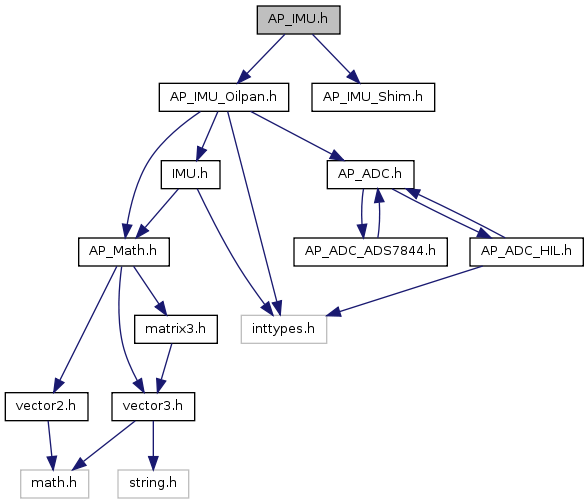 AP_IMU.h
AP_IMU_Oilpan.h
AP_IMU_Shim.h
IMU.h
AP_ADC.h
AP_Math.h
AP_ADC_ADS7844.h
AP_ADC_HIL.h
matrix3.h
inttypes.h
vector2.h
vector3.h
math.h
string.h